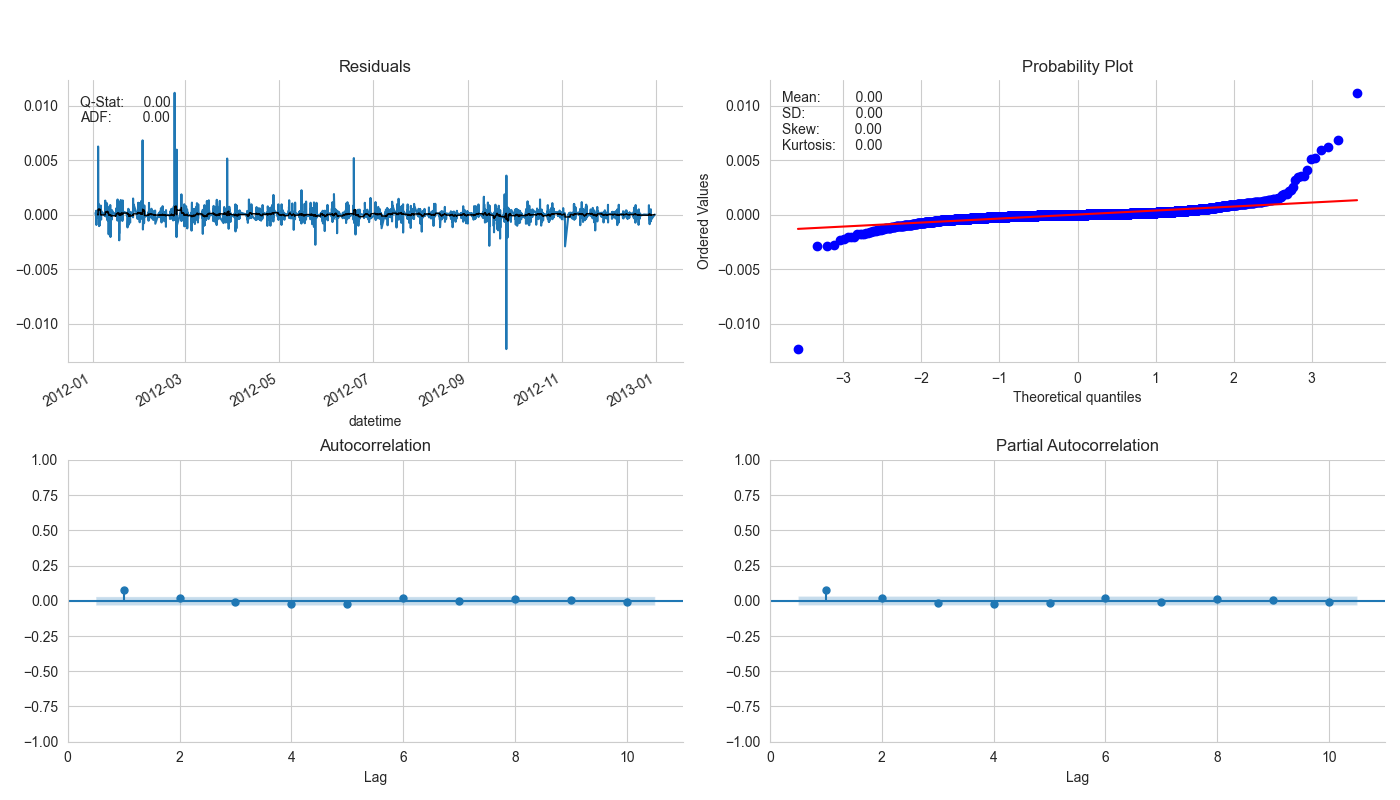 Residuals
Q-Stat: 0.00
ADF: 0.00
0.010
0.005
0.000
−0.005
−0.010
2012-01
2012-03
2012-05
2012-07
2012-09
2012-11
2013-01
datetime
Probability Plot
Mean: 0.00
SD: 0.00
Skew: 0.00
Kurtosis: 0.00
Ordered Values
0.010
0.005
0.000
−0.005
−0.010
−3 −2 −1 0 1 2 3
Theoretical quantiles
Autocorrelation
1.00
0.75
0.50
0.25
0.00
−0.25
−0.50
−0.75
−1.00
0 2 4 6 8 10
Lag
Partial Autocorrelation
1.00
0.75
0.50
0.25
0.00
−0.25
−0.50
−0.75
−1.00
0 2 4 6 8 10
Lag